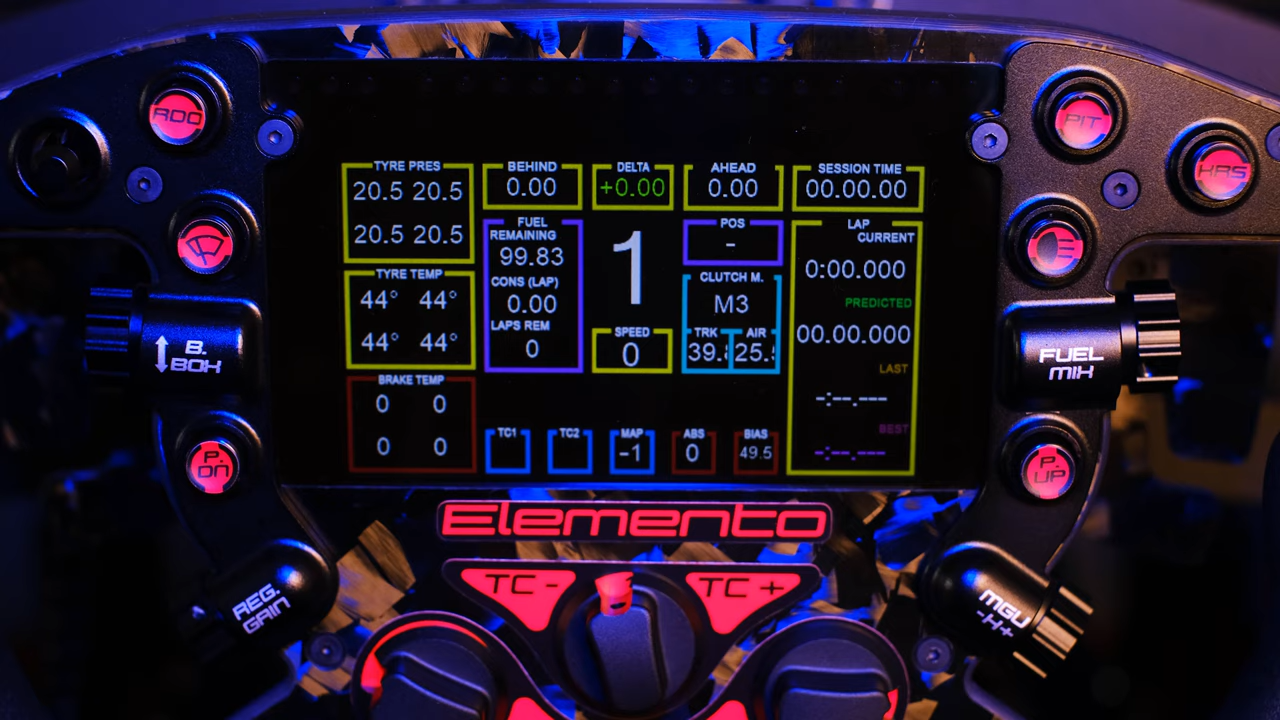 RDO
PIT
KRS
TYRE PRES
20.5 20.5
20.5 20.5
BEHIND
0.00
DELTA
+0.00
AHEAD
0.00
SESSION TIME
00.00.00
TYRE TEMP
44° 44°
44° 44°
FUEL
REMAINING
99.83
CONS (LAP)
0.00
LAPS REM
0
1
SPEED
0
POS
-
CLUTCH M.
M3
TRK AIR
39. 25.
LAP
CURRENT
0:00.000
PREDICTED
00.00.000
LAST
-:--.---
BEST
-:--.---
BRAKE TEMP
0 0
0 0
TC1
TC2
MAP
-1
ABS
0
BIAS
49.5
B.
BOX
FUEL
MIX
P.
DN
P.
UP
Elemento
TC -
TC +
REG.
GAIN
MGU
-H+